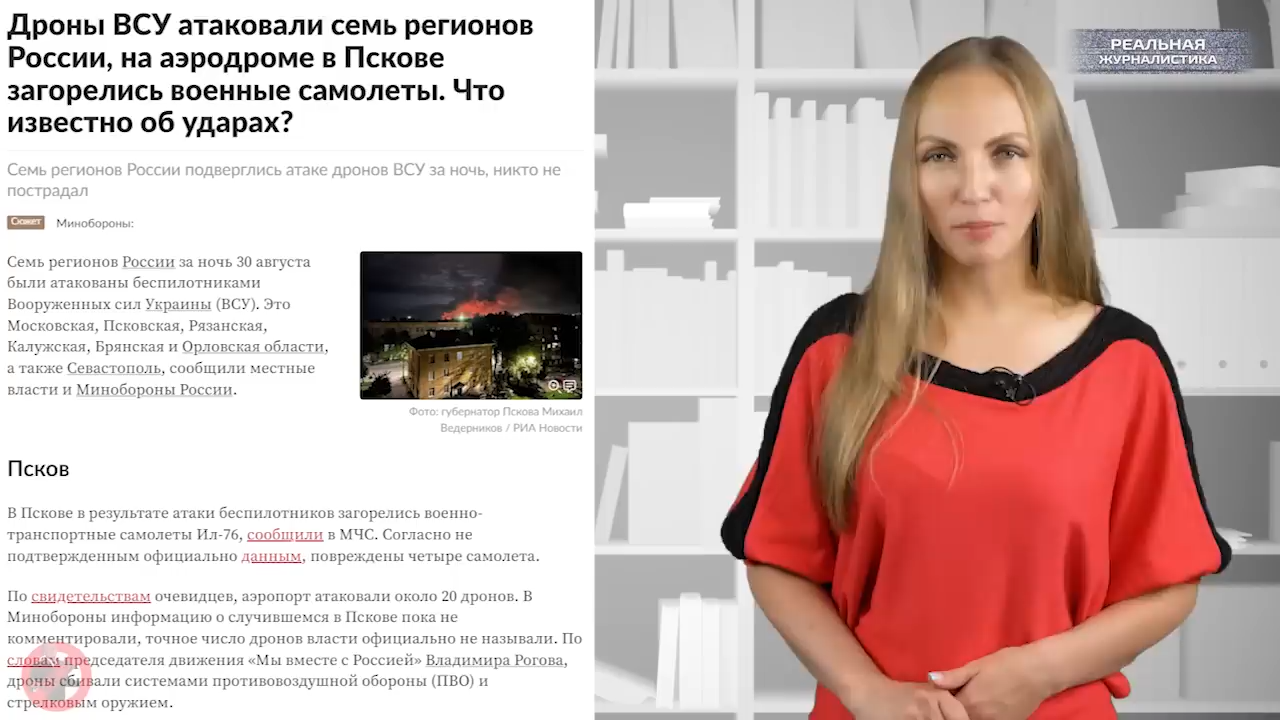 Дроны ВСУ атаковали семь регионов
России, на аэродроме в Пскове
загорелись военные самолеты. Что
известно об ударах?
Семь регионов России подверглись атаке дронов ВСУ за ночь, никто не
пострадал
Сюжет Минобороны:
Семь регионов России за ночь 30 августа
были атакованы беспилотниками
Вооруженных сил Украины (ВСУ). Это
Московская, Псковская, Рязанская,
Калужская, Брянская и Орловская области,
а также Севастополь, сообщили местные
власти и Минобороны России.
Фото: губернатор Пскова Михаил
Ведерников / РИА Новости
Псков
В Пскове в результате атаки беспилотников загорелись военно-
транспортные самолеты Ил-76, сообщили в МЧС. Согласно не
подтвержденным официально данным, повреждены четыре самолета.
По свидетельствам очевидцев, аэропорт атаковали около 20 дронов. В
Минобороны информацию о случившемся в Пскове пока не
комментировали, точное число дронов власти официально не называли. По
словам председателя движения «Мы вместе с Россией» Владимира Рогова,
дроны сбивали системами противовоздушной обороны (ПВО) и
стрелковым оружием.
РЕАЛЬНАЯ
ЖУРНАЛИСТИКА